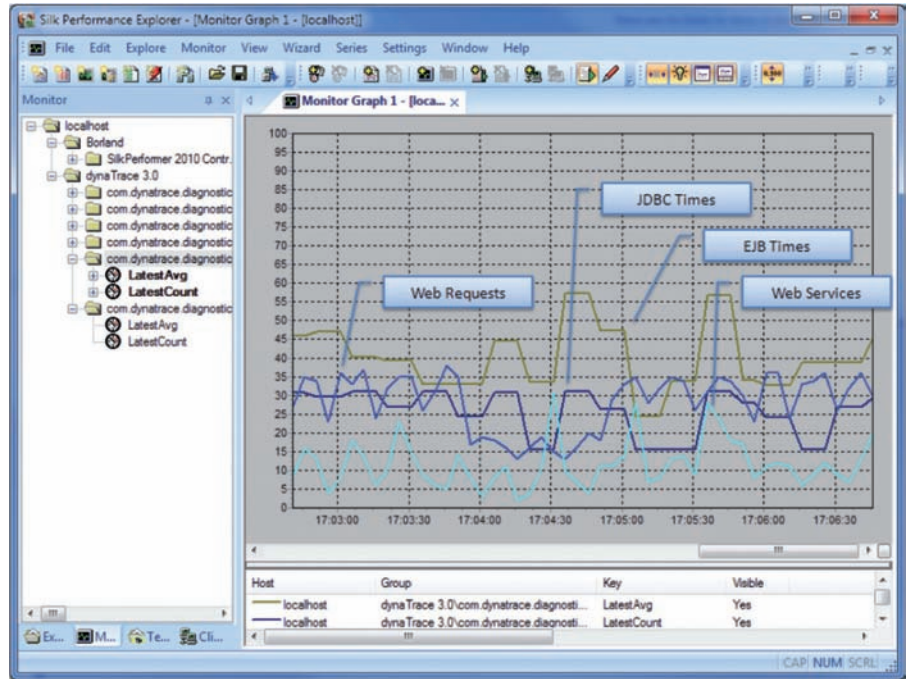 Silk Performance Explorer - [Monitor Graph 1 - [localhost]]
File Edit Explore Monitor View Wizard Series Settings Window Help
Monitor
Monitor Graph 1 - [loca...
localhost
Borland
SilkPerformer 2010 Contr.
dynaTrace 3.0
com.dynatrace.diagnostic
com.dynatrace.diagnostic
com.dynatrace.diagnostic
com.dynatrace.diagnostic
com.dynatrace.diagnostic
LatestAvg
LatestCount
com.dynatrace.diagnostic
LatestAvg
LatestCount
100
95
90
85
80
75
70
65
60
55
50
45
40
35
30
25
20
15
10
5
0
JDBC Times
EJB Times
Web Requests
Web Services
17:03:00 17:03:30 17:04:00 17:04:30 17:05:00 17:05:30 17:06:00 17:06:30
Host Group Key Visible
localhost dynaTrace 3.0\com.dynatrace.diagnosti... LatestAvg Yes
localhost dynaTrace 3.0\com.dynatrace.diagnosti... LatestCount Yes
Ex... M... Te... Cli...
CAP NUM SCRL